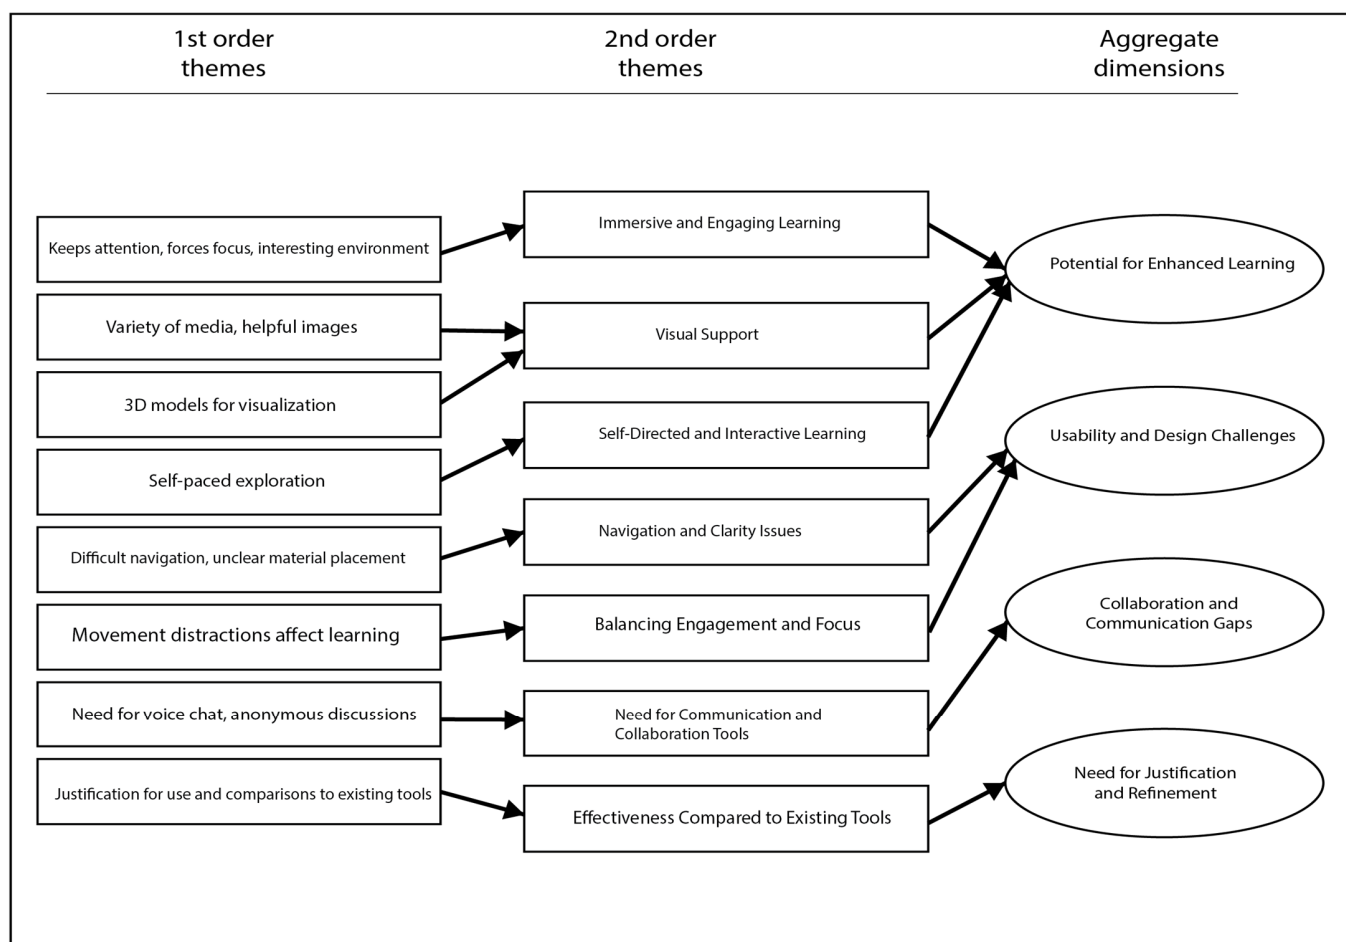 1st order
themes
2nd order
themes
Aggregate
dimensions
Keeps attention, forces focus, interesting environment
Variety of media, helpful images
3D models for visualization
Self-paced exploration
Difficult navigation, unclear material placement
Movement distractions affect learning
Need for voice chat, anonymous discussions
Justification for use and comparisons to existing tools
Immersive and Engaging Learning
Visual Support
Self-Directed and Interactive Learning
Navigation and Clarity Issues
Balancing Engagement and Focus
Need for Communication and
Collaboration Tools
Effectiveness Compared to Existing Tools
Potential for Enhanced Learning
Usability and Design Challenges
Collaboration and
Communication Gaps
Need for Justification
and Refinement